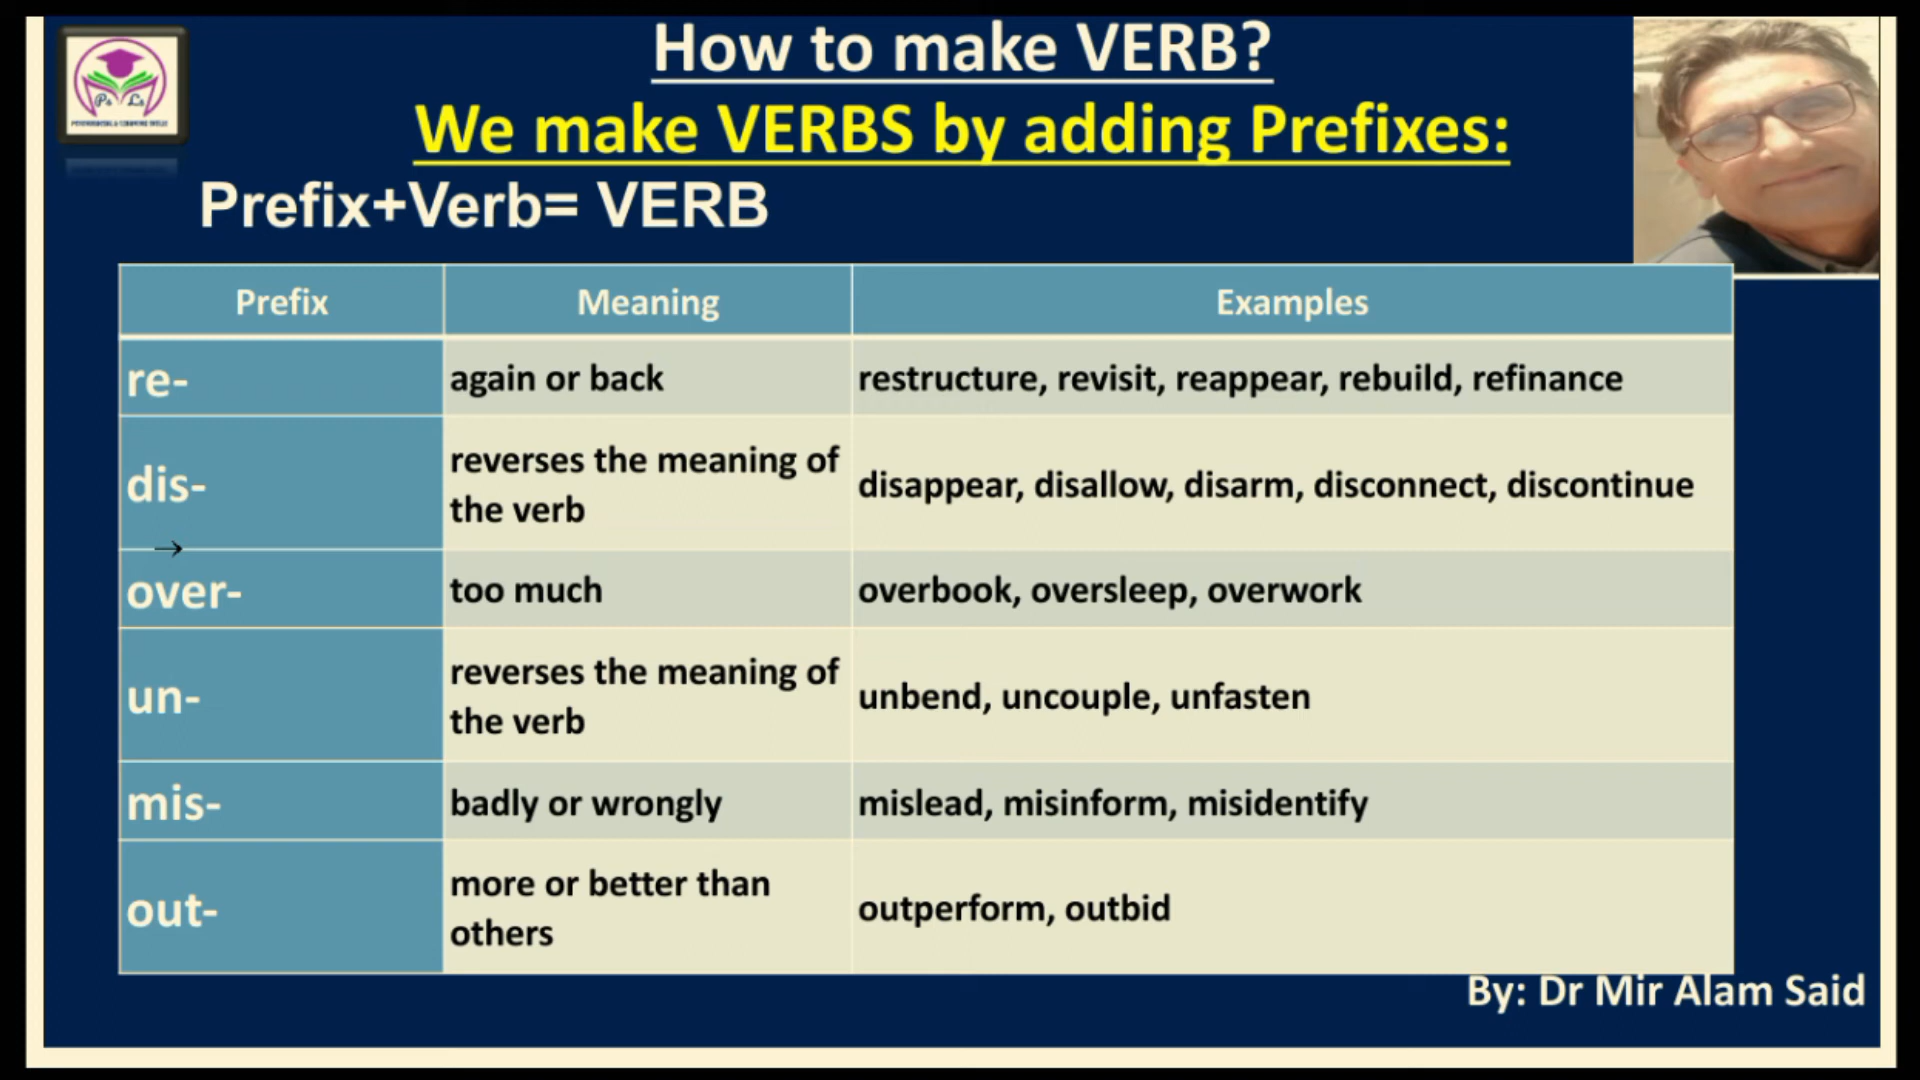 How to make VERB?
We make VERBS by adding Prefixes:
Prefix+Verb= VERB
Prefix Meaning Examples
re- again or back restructure, revisit, reappear, rebuild, refinance
dis- reverses the meaning of the verb disappear, disallow, disarm, disconnect, discontinue
→
over- too much overbook, oversleep, overwork
un- reverses the meaning of the verb unbend, uncouple, unfasten
mis- badly or wrongly mislead, misinform, misidentify
out- more or better than others outperform, outbid
By: Dr Mir Alam Said
Ps Ls